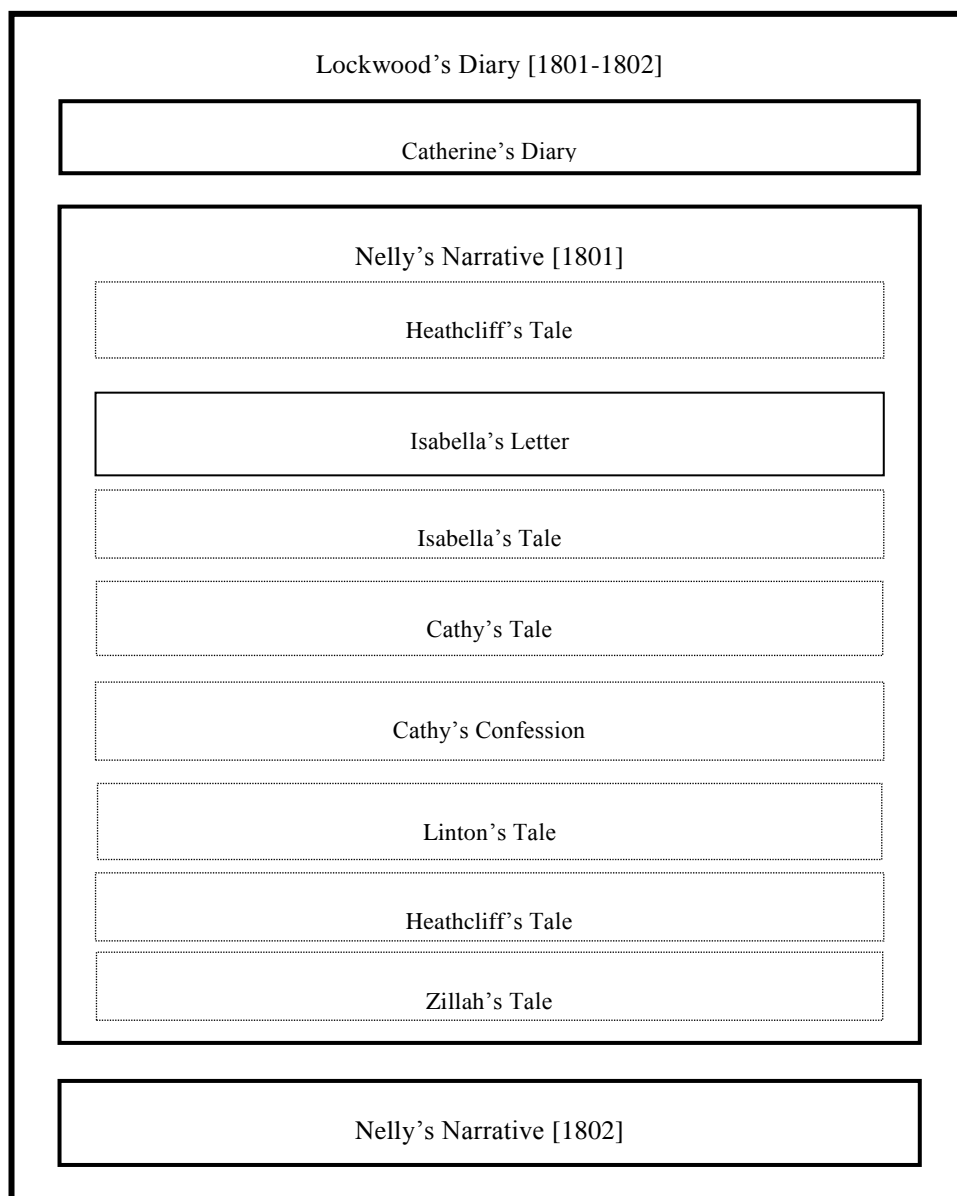 Lockwood’s Diary [1801-1802]
Catherine’s Diary
Nelly’s Narrative [1801]
Heathcliff’s Tale
Isabella’s Letter
Isabella’s Tale
Cathy’s Tale
Cathy’s Confession
Linton’s Tale
Heathcliff’s Tale
Zillah’s Tale
Nelly’s Narrative [1802]